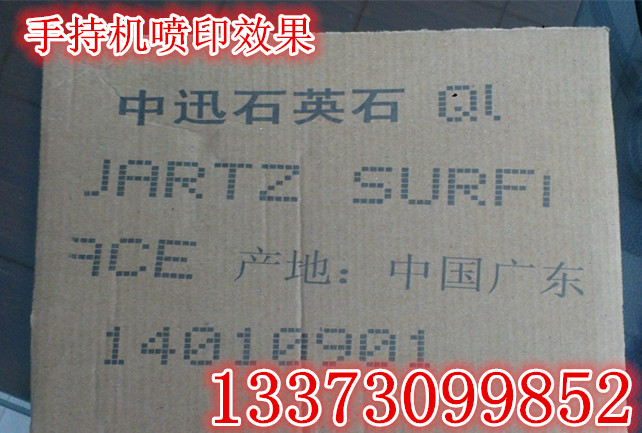 手持机喷印效果
中迅石英石 QU
UARTZ SURFA
ACE 产地：中国广东
14010901
13373099852